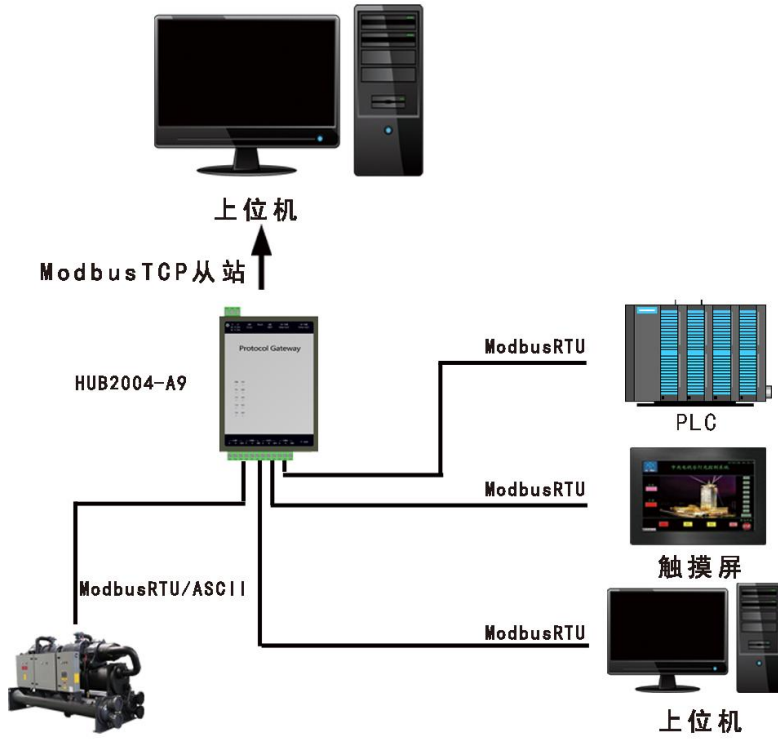 上位机
ModbusTCP从站
Protocol Gateway
HUB2004-A9
ModbusRTU
PLC
ModbusRTU
触摸屏
ModbusRTU/ASCII
ModbusRTU
上位机